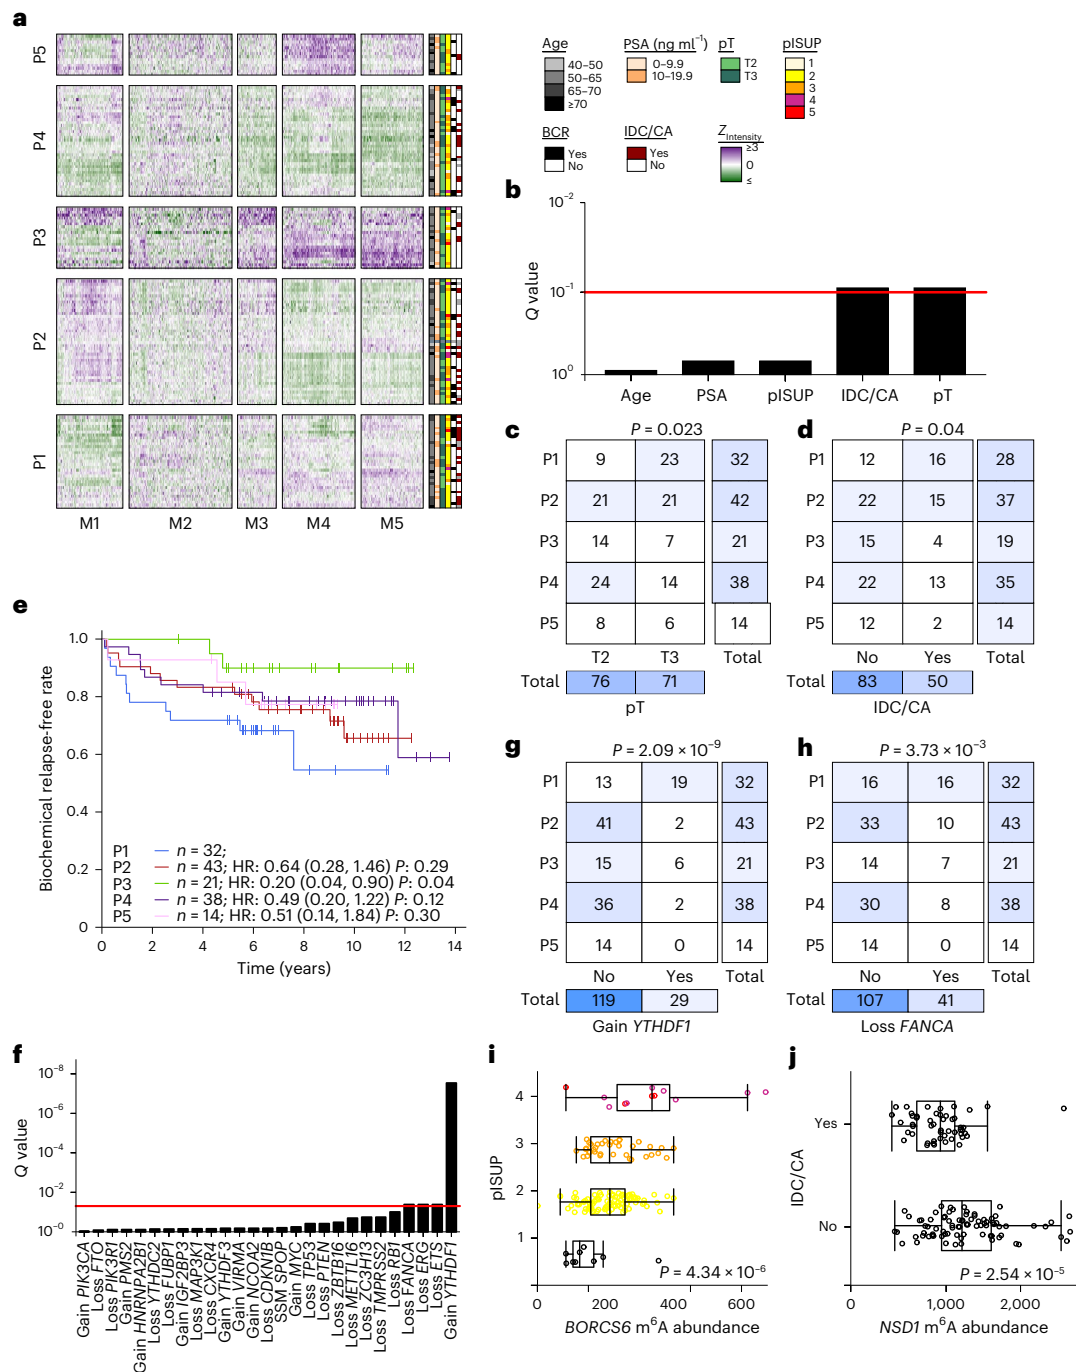 a
P5
P4
P3
P2
P1
M1 M2 M3 M4 M5
Age
40–50
50–65
65–70
≥70
PSA (ng ml⁻¹)
0–9.9
10–19.9
pT
T2
T3
pISUP
1
2
3
4
5
BCR
Yes
No
IDC/CA
Yes
No
Z Intensity
≥3
0
≤
b
Q value
10⁻²
10⁻¹
10⁰
Age PSA pISUP IDC/CA pT
c
P = 0.023
P1 9 23 32
P2 21 21 42
P3 14 7 21
P4 24 14 38
P5 8 6 14
T2 T3 Total
Total 76 71
pT
d
P = 0.04
P1 12 16 28
P2 22 15 37
P3 15 4 19
P4 22 13 35
P5 12 2 14
No Yes Total
Total 83 50
IDC/CA
e
Biochemical relapse-free rate
1.0
0.8
0.6
0.4
0.2
0
P1 n = 32;
P2 n = 43; HR: 0.64 (0.28, 1.46) P: 0.29
P3 n = 21; HR: 0.20 (0.04, 0.90) P: 0.04
P4 n = 38; HR: 0.49 (0.20, 1.22) P: 0.12
P5 n = 14; HR: 0.51 (0.14, 1.84) P: 0.30
0 2 4 6 8 10 12 14
Time (years)
g
P = 2.09 × 10⁻⁹
P1 13 19 32
P2 41 2 43
P3 15 6 21
P4 36 2 38
P5 14 0 14
No Yes Total
Total 119 29
Gain YTHDF1
h
P = 3.73 × 10⁻³
P1 16 16 32
P2 33 10 43
P3 14 7 21
P4 30 8 38
P5 14 0 14
No Yes Total
Total 107 41
Loss FANCA
f
Q value
10⁻⁸
10⁻⁶
10⁻⁴
10⁻²
10⁻⁰
Gain PIK3CA
Loss FTO
Loss PIK3R1
Gain PMS2
Gain HNRNPA2B1
Loss YTHDC2
Loss FUBP1
Gain IGF2BP3
Loss MAP3K1
Loss CXCR4
Gain YTHDF3
Gain VIRMA
Gain NCOA2
Loss CDKN1B
SSM SPOP
Gain MYC
Loss TP53
Loss PTEN
Loss ZBTB16
Loss METTL16
Loss ZC3H13
Loss TMPRSS2
Loss RB1
Loss FANCA
Loss ERG
Loss ETS
Gain YTHDF1
i
pISUP
4
3
2
1
P = 4.34 × 10⁻⁶
0 200 400 600
BORCS6 m⁶A abundance
j
IDC/CA
Yes
No
P = 2.54 × 10⁻⁵
0 1,000 2,000
NSD1 m⁶A abundance